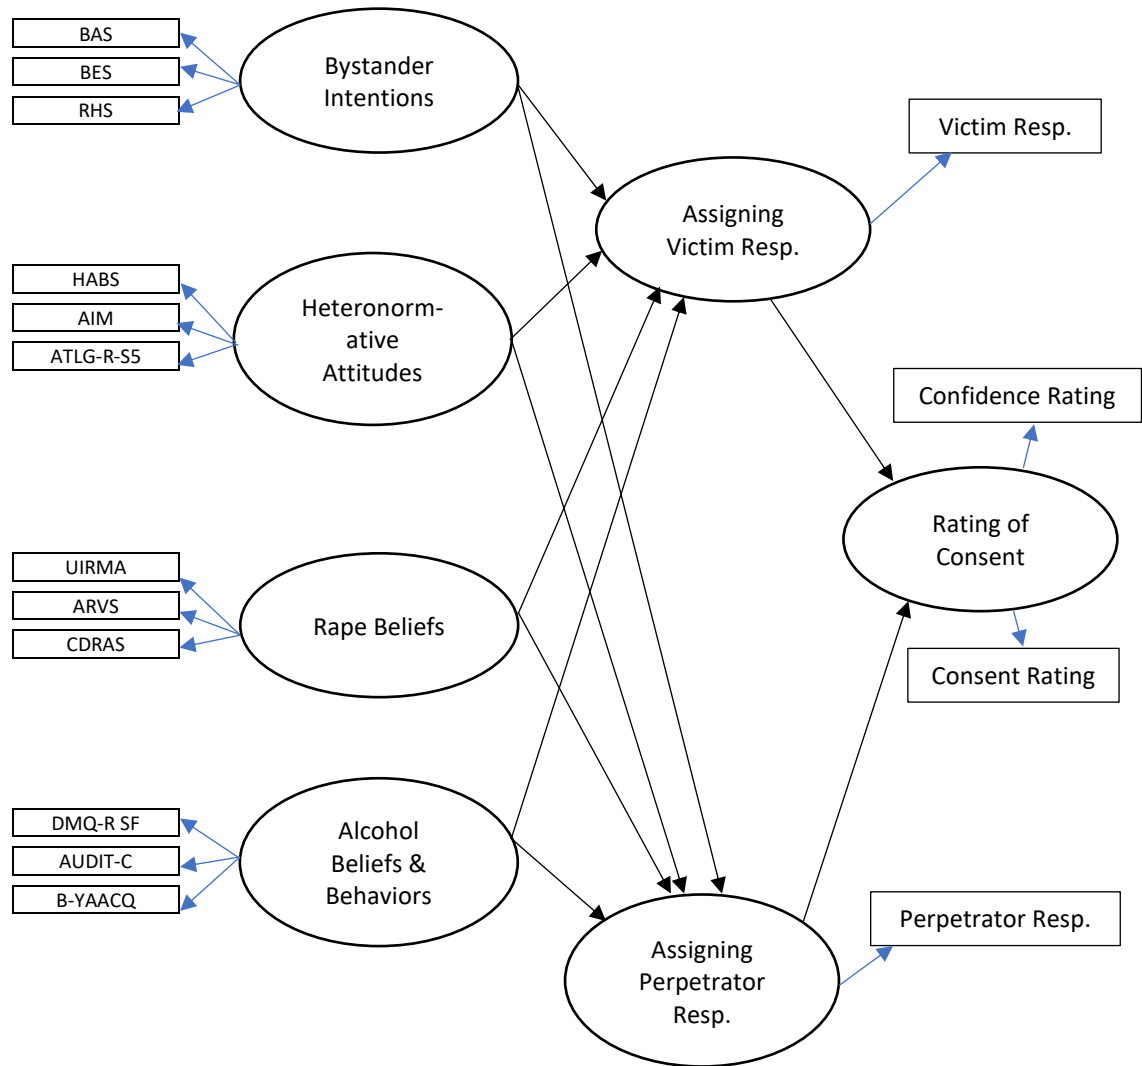 BAS
BES
RHS
Bystander
Intentions
Victim Resp.
Assigning
Victim Resp.
HABS
AIM
ATLG-R-S5
Heteronorm-
ative
Attitudes
Confidence Rating
Rating of
Consent
Consent Rating
UIRMA
ARVS
CDRAS
Rape Beliefs
DMQ-R SF
AUDIT-C
B-YAACQ
Alcohol
Beliefs &
Behaviors
Assigning
Perpetrator
Resp.
Perpetrator Resp.